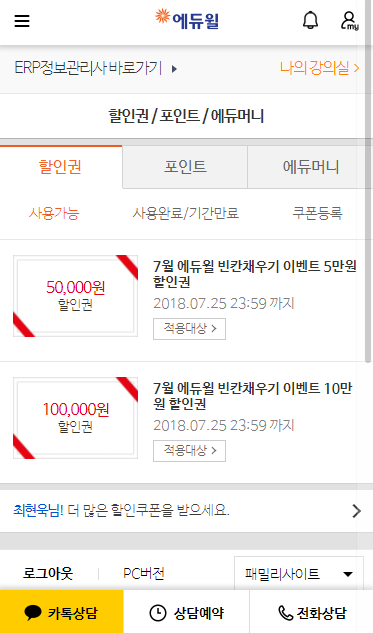 에듀윌
my
ERP정보관리사 바로가기
나의 강의실
할인권 / 포인트 / 에듀머니
할인권 포인트 에듀머니
사용가능 사용완료/기간만료 쿠폰등록
50,000원
할인권
7월 에듀윌 빈칸채우기 이벤트 5만원
할인권
2018.07.25 23:59 까지
적용대상
100,000원
할인권
7월 에듀윌 빈칸채우기 이벤트 10만
원 할인권
2018.07.25 23:59 까지
적용대상
최현욱님! 더 많은 할인쿠폰을 받으세요.
로그아웃 PC버전 패밀리사이트
카톡상담 상담예약 전화상담